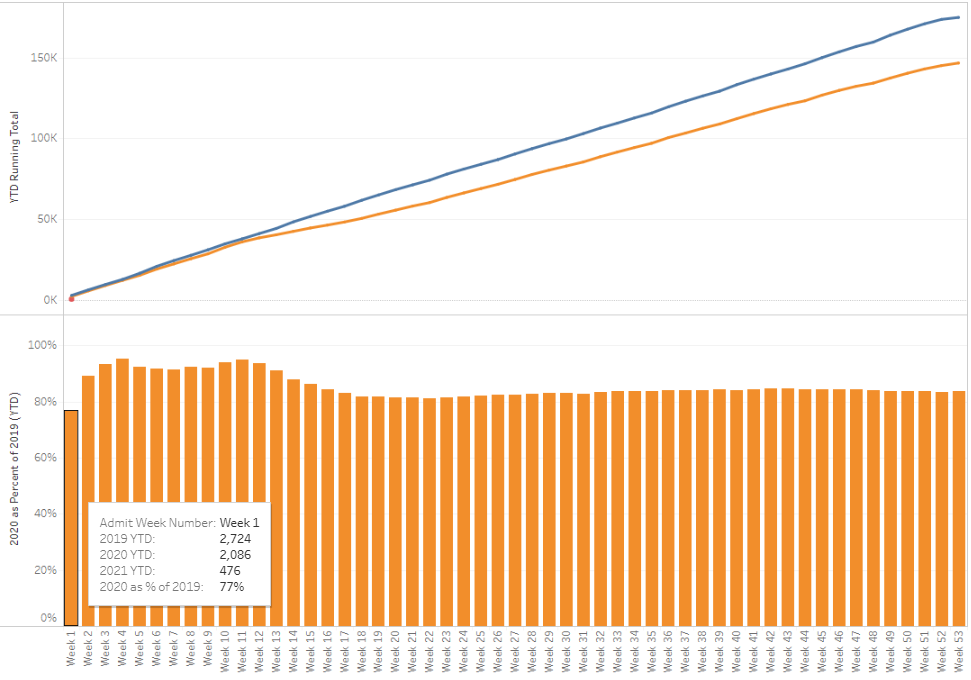 YTD Running Total
150K
100K
50K
0K
2020 as Percent of 2019 (YTD)
100%
80%
60%
40%
20%
0%
Admit Week Number: Week 1
2019 YTD: 2,724
2020 YTD: 2,086
2021 YTD: 476
2020 as % of 2019: 77%
Week 1
Week 2
Week 3
Week 4
Week 5
Week 6
Week 7
Week 8
Week 9
Week 10
Week 11
Week 12
Week 13
Week 14
Week 15
Week 16
Week 17
Week 18
Week 19
Week 20
Week 21
Week 22
Week 23
Week 24
Week 25
Week 26
Week 27
Week 28
Week 29
Week 30
Week 31
Week 32
Week 33
Week 34
Week 35
Week 36
Week 37
Week 38
Week 39
Week 40
Week 41
Week 42
Week 43
Week 44
Week 45
Week 46
Week 47
Week 48
Week 49
Week 50
Week 51
Week 52
Week 53